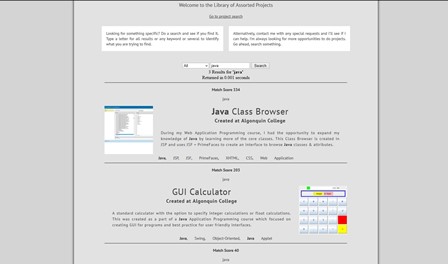 Welcome to the Library of Assorted Projects
Go to project search
Looking for something specific? Do a search and see if you find it.
Type a letter for all results or any keyword or several to identify
what you are trying to find.
Alternatively, contact me with any special requests and I'll see if I
can help. I'm always looking for more opportunities to do projects.
Go ahead, search something.
All java Search
Results for "java"
Returned in 0.001 seconds
Match Score 334
java
Java Class Browser
Created at Algonquin College
During my Web Application Programming course, I had the opportunity to expand my
knowledge of Java by learning more of the core classes. This Class Browser is created in
JSP and uses JSF + PrimeFaces to create an interface to browse Java classes & attributes.
Java, JSF, JSP, PrimeFaces, XHTML, CSS, Web Application
Match Score
java
GUI Calculator
Created at Algonquin College
A standard calculator with the option to specify integer calculations or float calculations.
This was created as a part of a Java Application Programming course which focused on
creating GUI for programs and best practice for user friendly interfaces.
Java, Swing, Object Oriented, Java Applet
Match Score 60
java